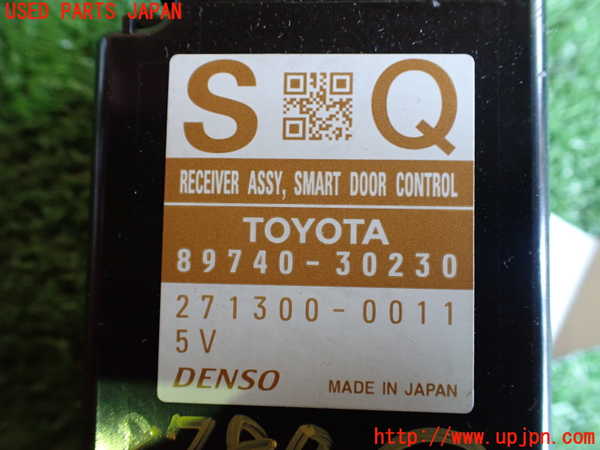 USED PARTS JAPAN
S Q
RECEIVER ASSY, SMART DOOR CONTROL
TOYOTA
89740-30230
271300-0011
5V
DENSO MADE IN JAPAN
http://www.upjpn.com/